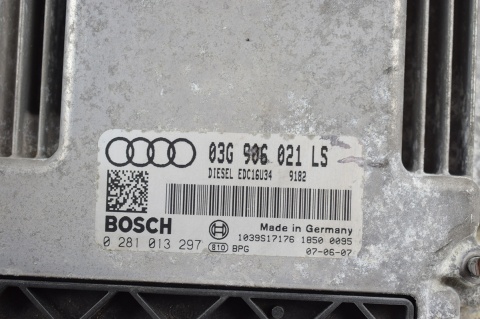 03G 906 021 LS
DIESEL EDC16U34 9182
BOSCH
Made in Germany
0 281 013 297
1039S17176 1850 0095
810 BPG
07-06-07